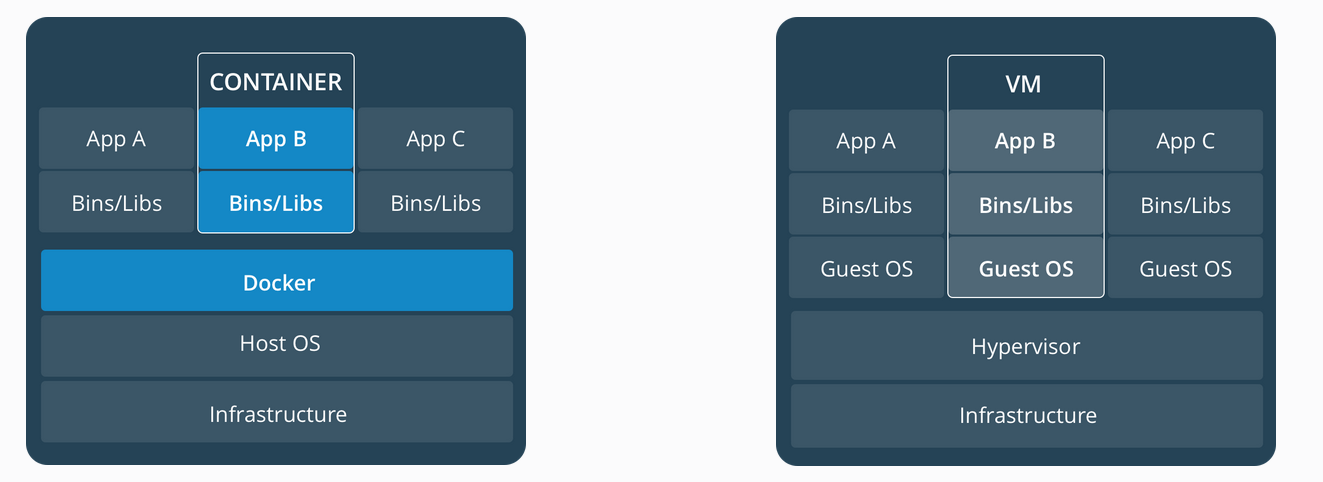 CONTAINER
App A App B App C
Bins/Libs Bins/Libs Bins/Libs
Docker
Host OS
Infrastructure
VM
App A App B App C
Bins/Libs Bins/Libs Bins/Libs
Guest OS Guest OS Guest OS
Hypervisor
Infrastructure